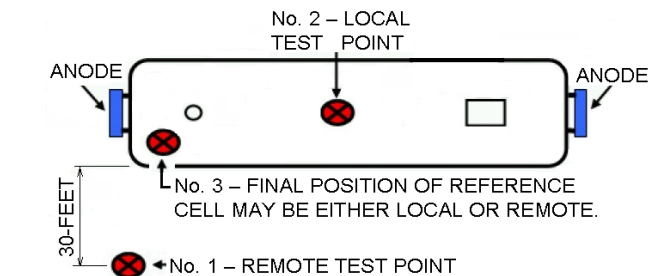 No. 2 – LOCAL
TEST POINT
ANODE
ANODE
No. 3 – FINAL POSITION OF REFERENCE
CELL MAY BE EITHER LOCAL OR REMOTE.
30-FEET
No. 1 – REMOTE TEST POINT